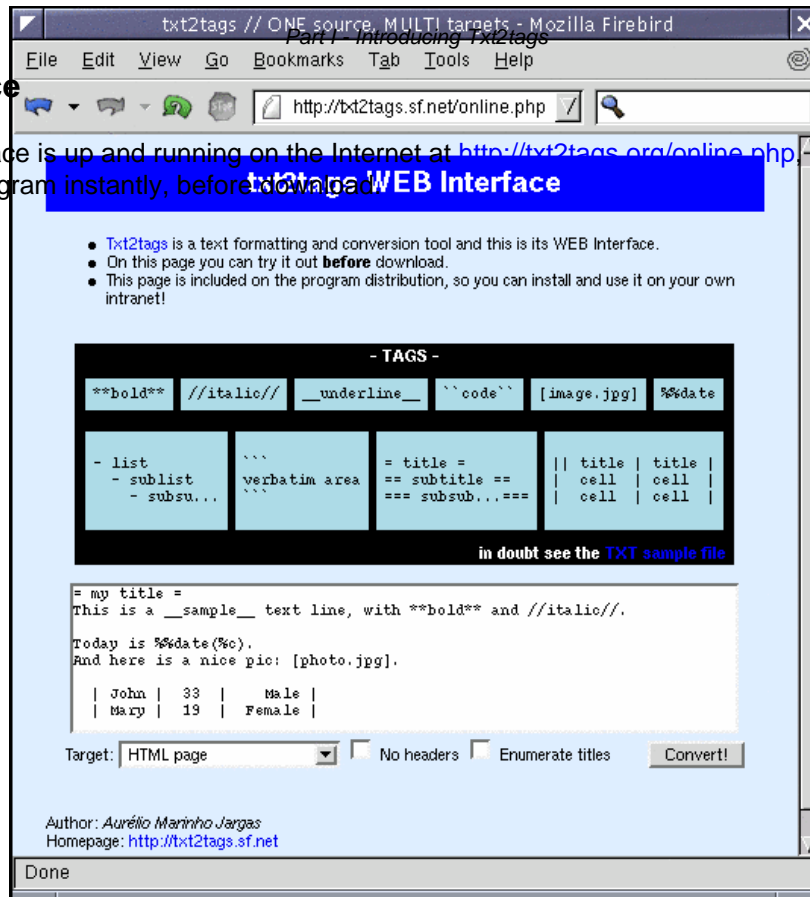 txt2tags // ONE source, MULTI targets - Mozilla Firebird
Part I - Introducing Txt2tags
File Edit View Go Bookmarks Tab Tools Help
http://txt2tags.sf.net/online.php
is up and running on the Internet at http://txt2tags.org/online.php,
instantly, before download.
txt2tags WEB Interface
● Txt2tags is a text formatting and conversion tool and this is its WEB Interface.
● On this page you can try it out before download.
● This page is included on the program distribution, so you can install and use it on your own
intranet!
- TAGS -
**bold** //italic// __underline__ ``code`` [image.jpg] %%date
- list
- sublist
- subsu...
```
verbatim area
```
= title =
== subtitle ==
=== subsub...===
|| title | title |
| cell | cell |
| cell | cell |
in doubt see the TXT sample file
= my title =
This is a __sample__ text line, with **bold** and //italic//.
Today is %%date(%c).
And here is a nice pic: [photo.jpg].
| John | 33 | Male |
| Mary | 19 | Female |
Target: HTML page No headers Enumerate titles Convert!
Author: Aurélio Marinho Jargas
Homepage: http://txt2tags.sf.net
Done